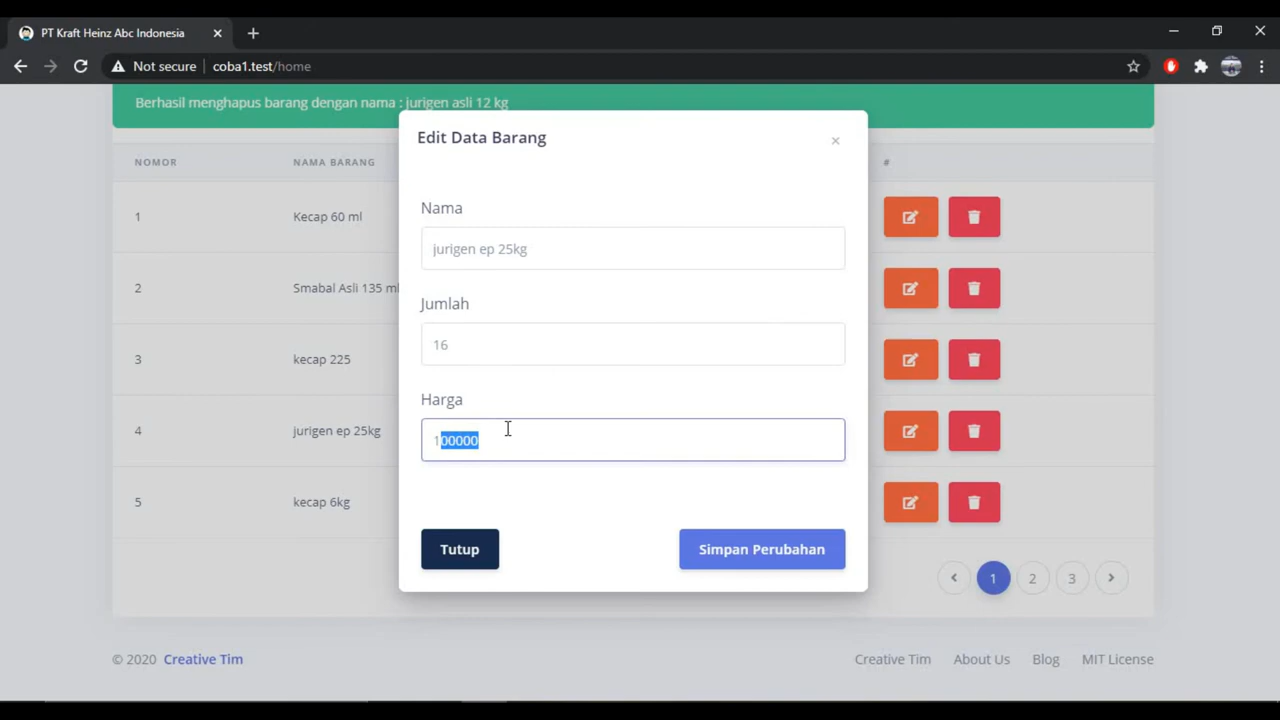 PT Kraft Heinz Abc Indonesia
Not secure coba1.test/home
Berhasil menghapus barang dengan nama : jurigen asli 12 kg
Edit Data Barang
NOMOR NAMA BARANG #
Nama
1 Kecap 60 ml
jurigen ep 25kg
2 Smabal Asli 135 ml
Jumlah
16
3 kecap 225
Harga
100000
4 jurigen ep 25kg
5 kecap 6kg
Tutup Simpan Perubahan
1 2 3
© 2020 Creative Tim Creative Tim About Us Blog MIT License